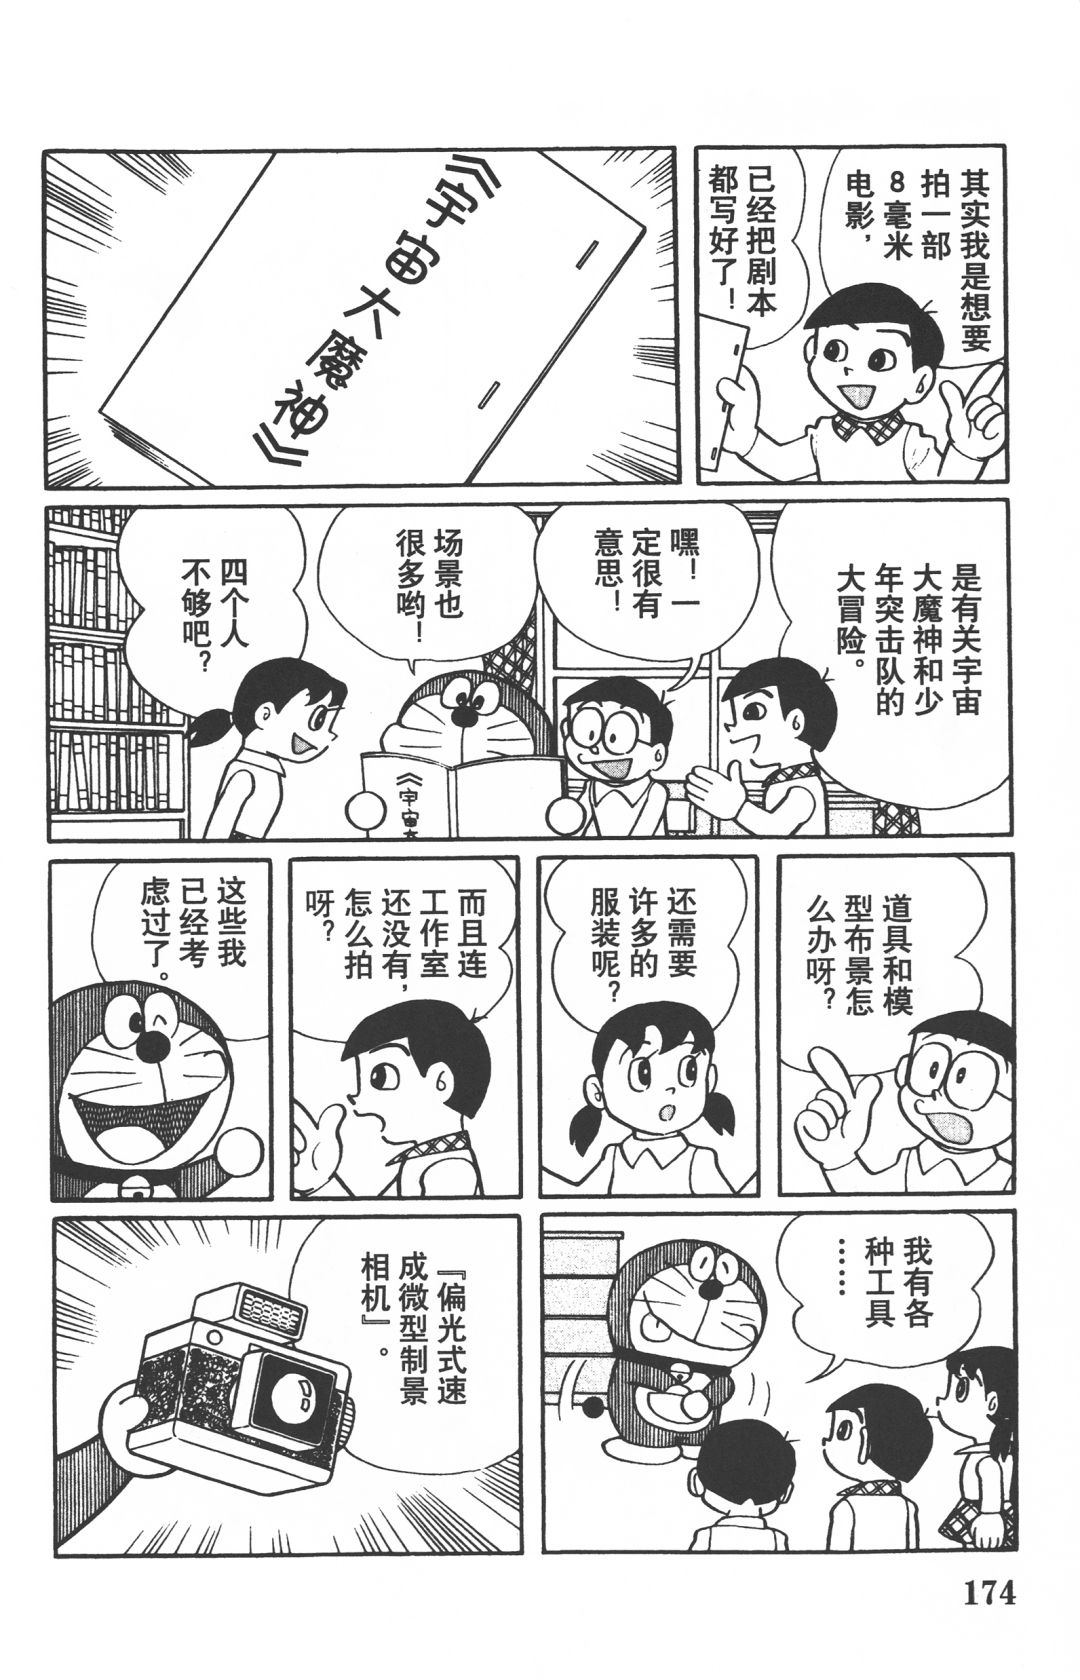 其实我是想要
拍一部
8毫米
电影，
已经把剧本
都写好了！
《宇宙大魔神》
是有关宇宙
大魔神和少
年突击队的
大冒险。
嘿！一
定很有
意思！
场景也
很多哟！
四个人
不够吧？
《宇宙大
道具和模
型布景怎
么办呀？
还需要
许多的
服装呢？
而且连
工作室
还没有，
怎么拍
呀？
这些我
已经考
虑过了。
我有各
种工具
……
『偏光式速
成微型制景
相机』。
174